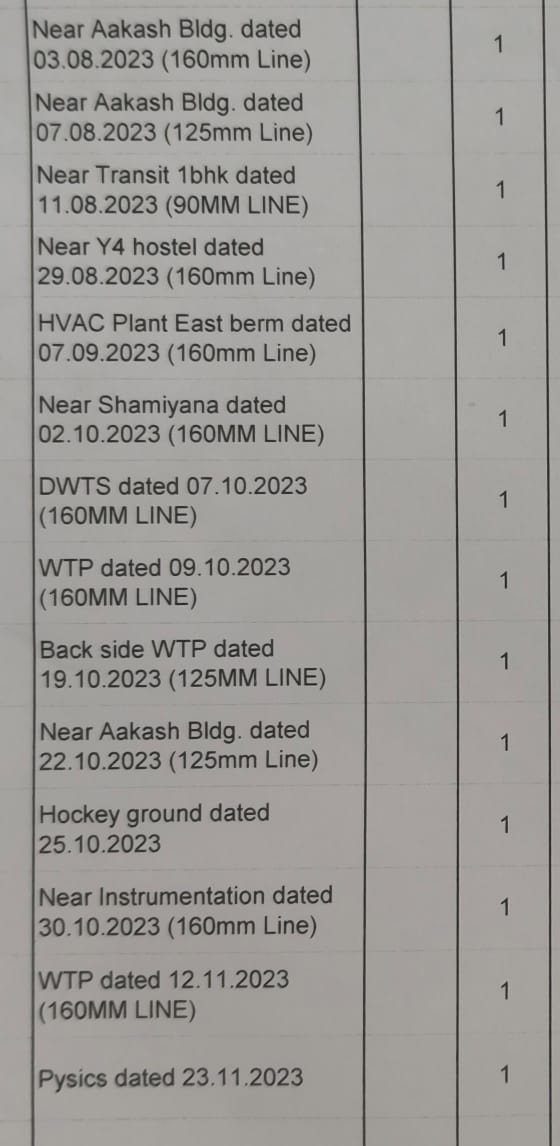 Near Aakash Bldg. dated
03.08.2023 (160mm Line)
1
Near Aakash Bldg. dated
07.08.2023 (125mm Line)
1
Near Transit 1bhk dated
11.08.2023 (90MM LINE)
1
Near Y4 hostel dated
29.08.2023 (160mm Line)
1
HVAC Plant East berm dated
07.09.2023 (160mm Line)
1
Near Shamiyana dated
02.10.2023 (160MM LINE)
1
DWTS dated 07.10.2023
(160MM LINE)
1
WTP dated 09.10.2023
(160MM LINE)
1
Back side WTP dated
19.10.2023 (125MM LINE)
1
Near Aakash Bldg. dated
22.10.2023 (125mm Line)
1
Hockey ground dated
25.10.2023
1
Near Instrumentation dated
30.10.2023 (160mm Line)
1
WTP dated 12.11.2023
(160MM LINE)
1
Pysics dated 23.11.2023
1